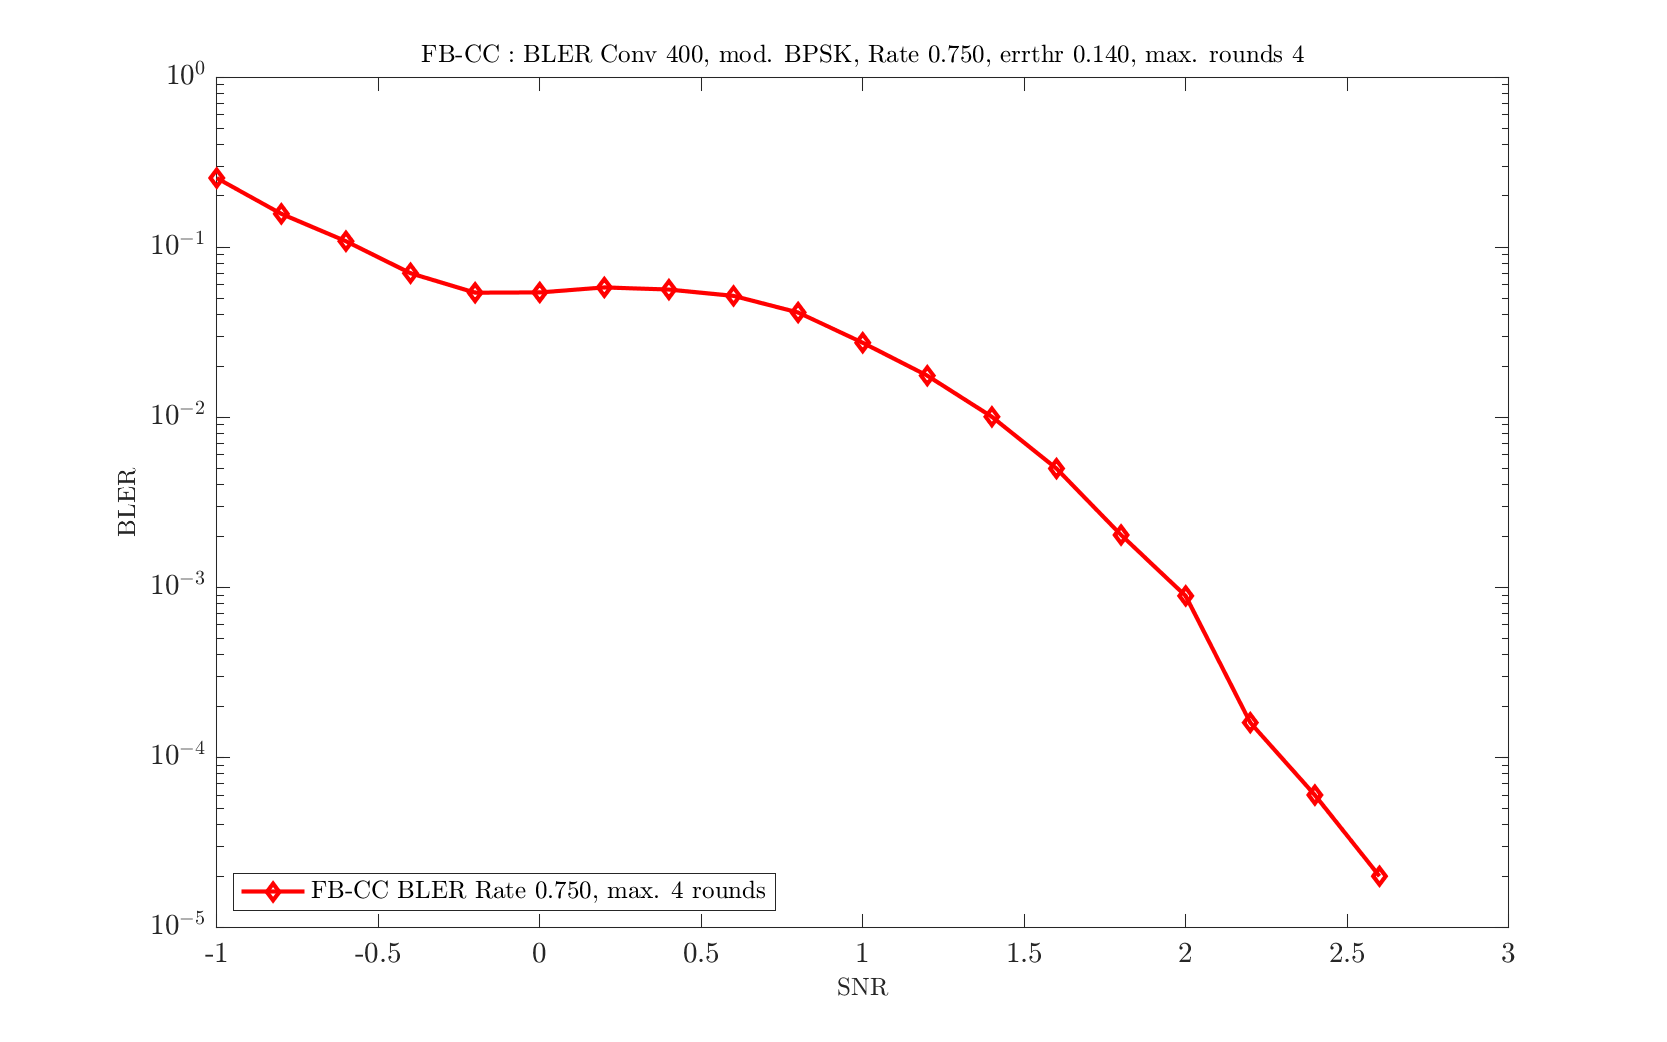 FB-CC : BLER Conv 400, mod. BPSK, Rate 0.750, errthr 0.140, max. rounds 4
10^0
10^−1
10^−2
10^−3
10^−4
10^−5
BLER
FB-CC BLER Rate 0.750, max. 4 rounds
-1 -0.5 0 0.5 1 1.5 2 2.5 3
SNR